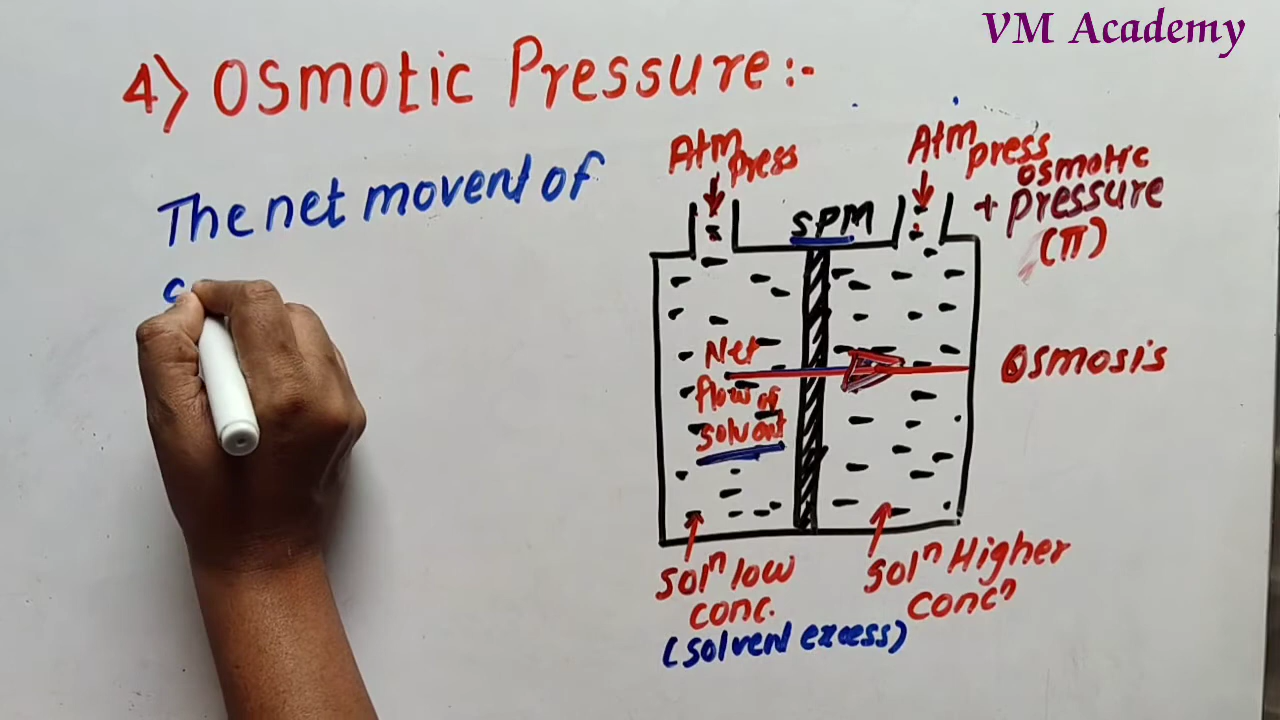 VM Academy
4) Osmotic Pressure :-
The net movent of
Atm
Press
Atm
press
osmotic
+ pressure
(π)
SPM
Net
flow of
solvent
Osmosis
solⁿ low
conc.
(solvent excess)
solⁿ Higher
concⁿ